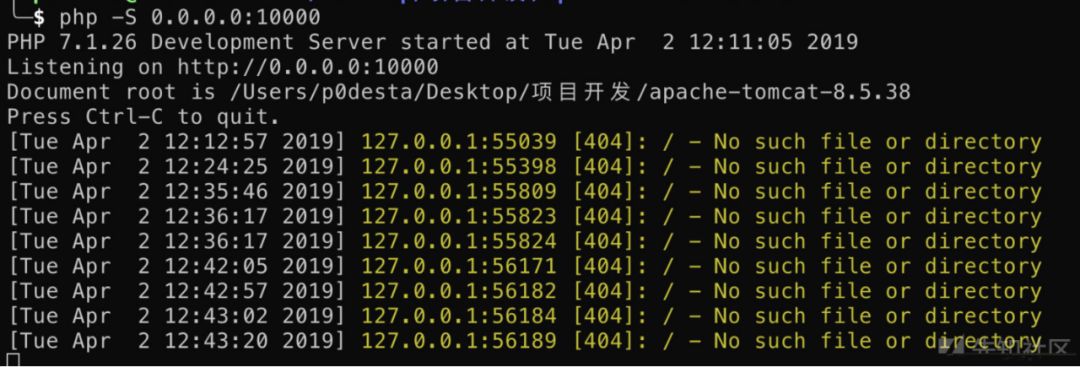 └─$ php -S 0.0.0.0:10000
PHP 7.1.26 Development Server started at Tue Apr  2 12:11:05 2019
Listening on http://0.0.0.0:10000
Document root is /Users/p0desta/Desktop/项目开发/apache-tomcat-8.5.38
Press Ctrl-C to quit.
[Tue Apr  2 12:12:57 2019] 127.0.0.1:55039 [404]: / - No such file or directory
[Tue Apr  2 12:24:25 2019] 127.0.0.1:55398 [404]: / - No such file or directory
[Tue Apr  2 12:35:46 2019] 127.0.0.1:55809 [404]: / - No such file or directory
[Tue Apr  2 12:36:17 2019] 127.0.0.1:55823 [404]: / - No such file or directory
[Tue Apr  2 12:36:17 2019] 127.0.0.1:55824 [404]: / - No such file or directory
[Tue Apr  2 12:42:05 2019] 127.0.0.1:56171 [404]: / - No such file or directory
[Tue Apr  2 12:42:57 2019] 127.0.0.1:56182 [404]: / - No such file or directory
[Tue Apr  2 12:43:02 2019] 127.0.0.1:56184 [404]: / - No such file or directory
[Tue Apr  2 12:43:20 2019] 127.0.0.1:56189 [404]: / - No such file or directory
先知社区